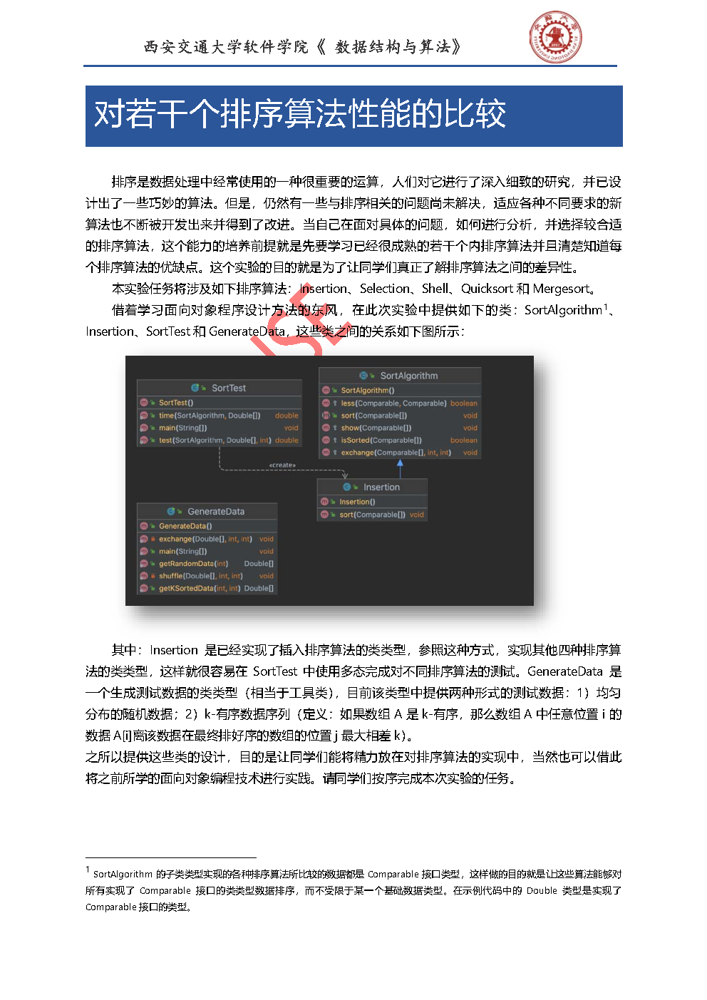 西安交通大学软件学院《 数据结构与算法》
对若干个排序算法性能的比较
排序是数据处理中经常使用的一种很重要的运算，人们对它进行了深入细致的研究，并已设
计出了一些巧妙的算法。但是，仍然有一些与排序相关的问题尚未解决，适应各种不同要求的新
算法也不断被开发出来并得到了改进。当自己在面对具体的问题，如何进行分析，并选择较合适
的排序算法，这个能力的培养前提就是先要学习已经很成熟的若干个内排序算法并且清楚知道每
个排序算法的优缺点。这个实验的目的就是为了让同学们真正了解排序算法之间的差异性。
本实验任务将涉及如下排序算法：Insertion、Selection、Shell、Quicksort 和 Mergesort。
借着学习面向对象程序设计方法的东风，在此次实验中提供如下的类：SortAlgorithm1、
Insertion、SortTest 和 GenerateData，这些类之间的关系如下图所示：
SortTest
SortTest()
time(SortAlgorithm, Double[]) double
main(String[]) void
test(SortAlgorithm, Double[], int) double
SortAlgorithm
SortAlgorithm()
less(Comparable, Comparable) boolean
sort(Comparable[]) void
show(Comparable[]) void
isSorted(Comparable[]) boolean
exchange(Comparable[], int, int) void
«create»
Insertion
Insertion()
sort(Comparable[]) void
GenerateData
GenerateData()
exchange(Double[], int, int) void
main(String[]) void
getRandomData(int) Double[]
shuffle(Double[], int, int) void
getKSortedData(int, int) Double[]
其中：Insertion 是已经实现了插入排序算法的类类型，参照这种方式，实现其他四种排序算
法的类类型，这样就很容易在 SortTest 中使用多态完成对不同排序算法的测试。GenerateData 是
一个生成测试数据的类类型（相当于工具类），目前该类型中提供两种形式的测试数据：1）均匀
分布的随机数据；2）k-有序数据序列（定义：如果数组 A 是 k-有序，那么数组 A 中任意位置 i 的
数据 A[i]离该数据在最终排好序的数组的位置 j 最大相差 k）。
之所以提供这些类的设计，目的是让同学们能将精力放在对排序算法的实现中，当然也可以借此
将之前所学的面向对象编程技术进行实践。请同学们按序完成本次实验的任务。
1 SortAlgorithm 的子类类型实现的各种排序算法所比较的数据都是 Comparable 接口类型，这样做的目的就是让这些算法能够对
所有实现了 Comparable 接口的类类型数据排序，而不受限于某一个基础数据类型。在示例代码中的 Double 类型是实现了
Comparable 接口的类型。